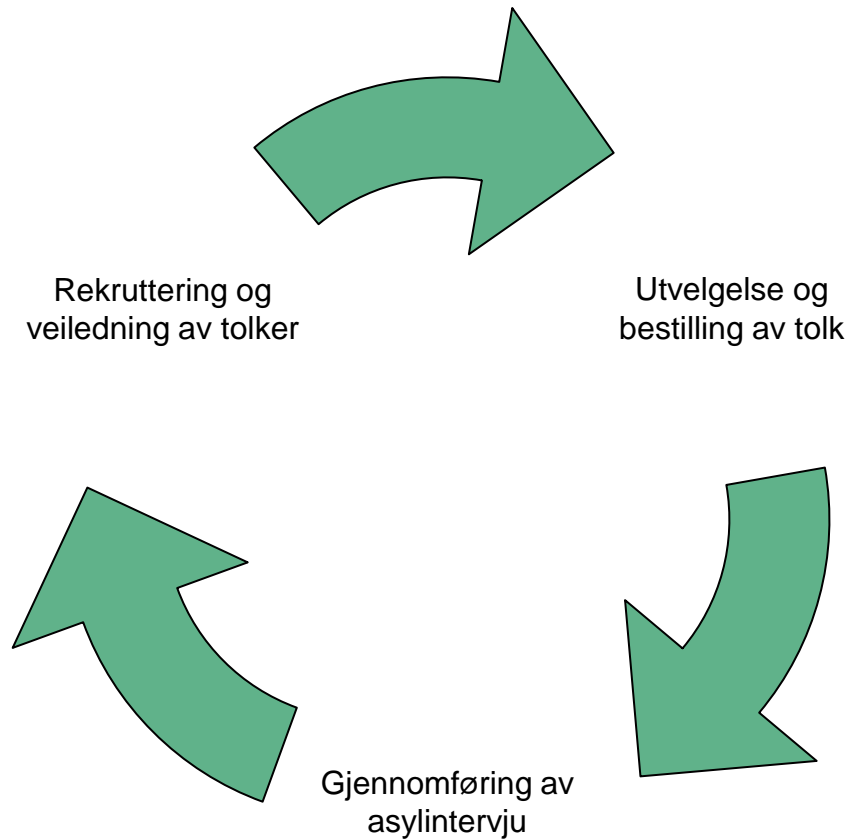 Rekruttering og
veiledning av tolker
Utvelgelse og
bestilling av tolk
Gjennomføring av
asylintervju